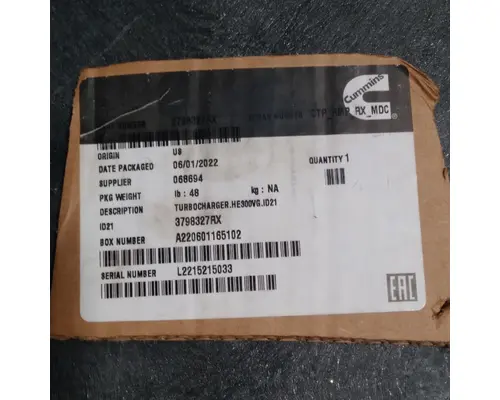 Cummins
CTR_KNP_RX_MDC
ORIGIN US
DATE PACKAGED 06/01/2022 QUANTITY 1
SUPPLIER 068694
PKG WEIGHT lb: 48 kg: NA
DESCRIPTION TURBOCHARGER.HE300VG.ID21
ID21 3798327RX
BOX NUMBER A220601165102
SERIAL NUMBER L2215215033
EAC